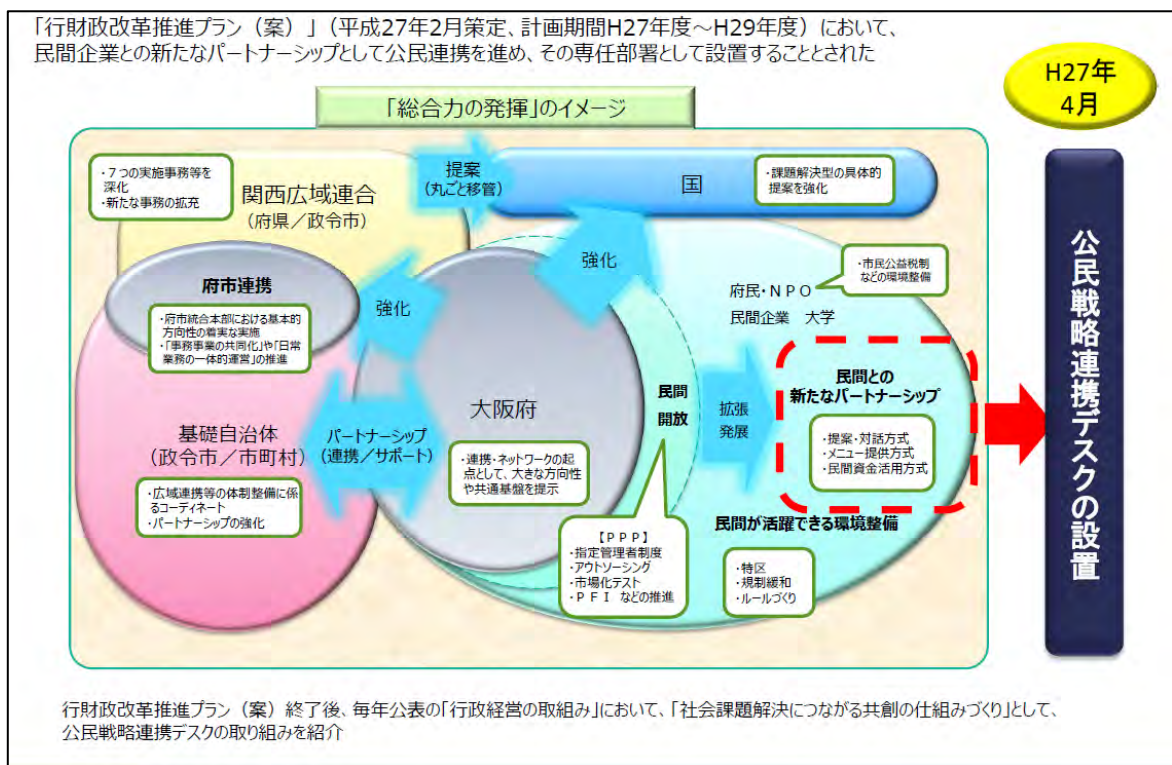 「行財政改革推進プラン（案）」（平成27年2月策定、計画期間H27年度～H29年度）において、
民間企業との新たなパートナーシップとして公民連携を進め、その専任部署として設置することとされた
H27年
4月
「総合力の発揮」のイメージ
・７つの実施事務等を
深化
・新たな事務の拡充
関西広域連合
（府県／政令市）
提案
（丸ごと移管）
国
・課題解決型の具体的
提案を強化
府市連携
・府市統合本部における基本的
方向性の着実な実施
・「事務事業の共同化」や「日常
業務の一体的運営」の推進
強化
強化
・市民公益税制
などの環境整備
府民・ＮＰＯ
民間企業　大学
基礎自治体
（政令市／市町村）
・広域連携等の体制整備に係
るコーディネート
・パートナーシップの強化
パートナーシップ
（連携／サポート）
大阪府
・連携・ネットワークの起
点として、大きな方向性
や共通基盤を提示
民間
開放
拡張
発展
民間との
新たなパートナーシップ
・提案・対話方式
・メニュー提供方式
・民間資金活用方式
【ＰＰＰ】
・指定管理者制度
・アウトソーシング
・市場化テスト
・ＰＦＩ などの推進
民間が活躍できる環境整備
・特区
・規制緩和
・ルールづくり
公民戦略連携デスクの設置
行財政改革推進プラン（案）終了後、毎年公表の「行政経営の取組み」において、「社会課題解決につながる共創の仕組みづくり」として、
公民戦略連携デスクの取り組みを紹介